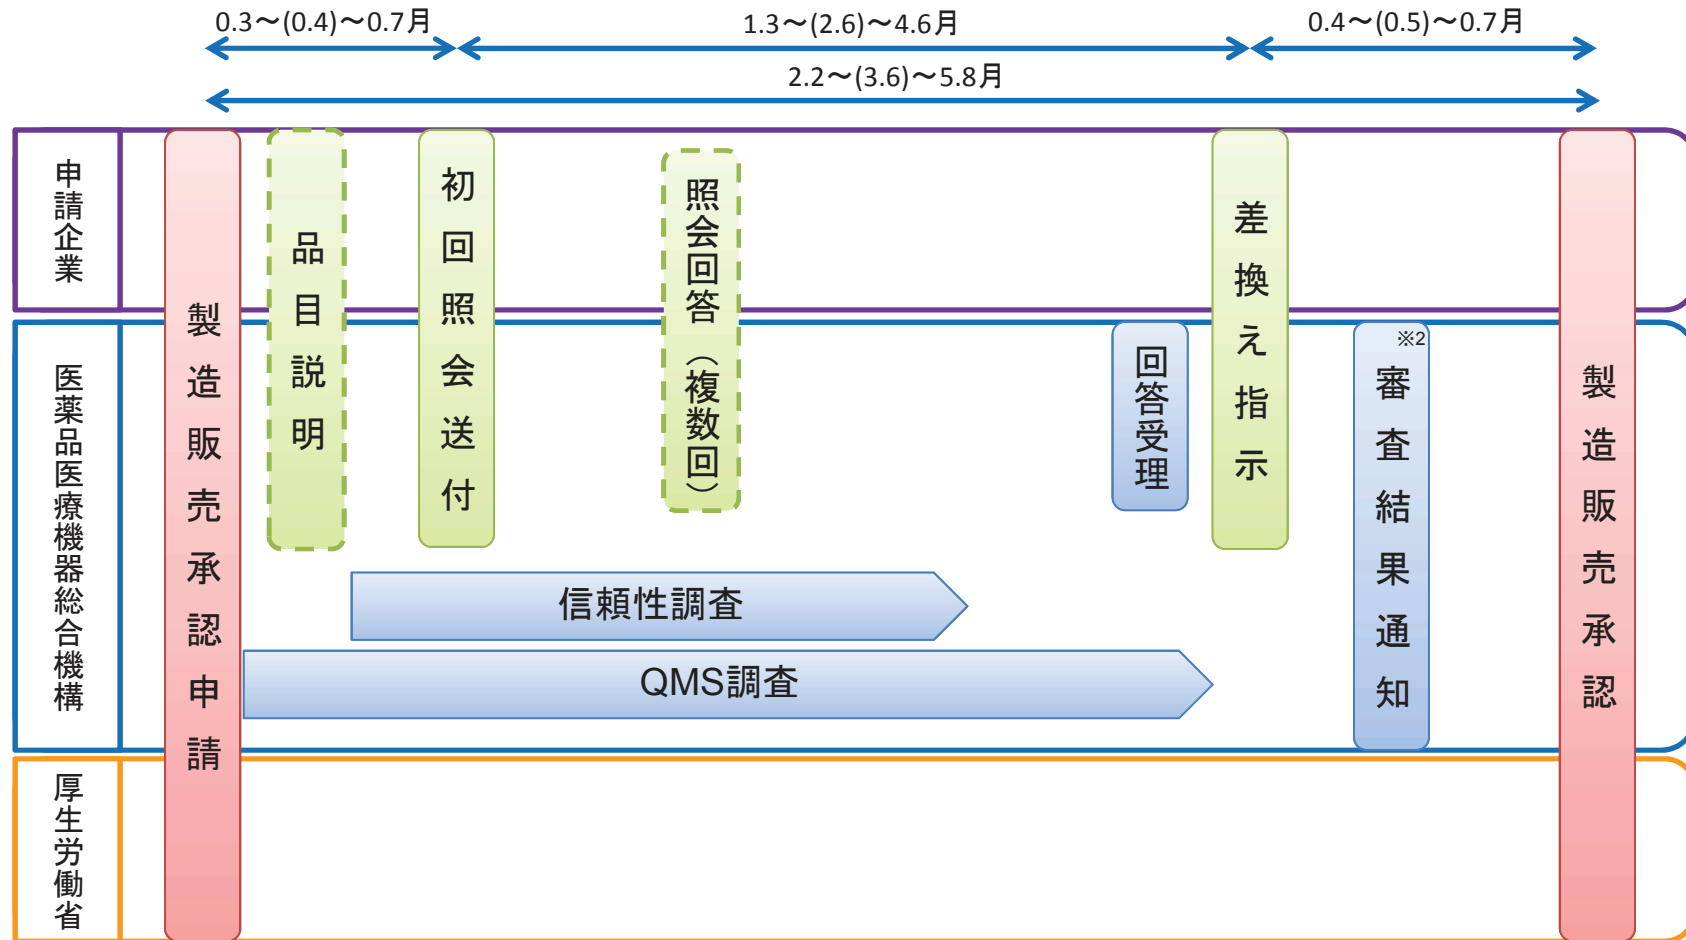 0.3～(0.4)～0.7月
1.3～(2.6)～4.6月
0.4～(0.5)～0.7月
2.2～(3.6)～5.8月
申請企業
医薬品医療機器総合機構
厚生労働省
製造販売承認申請
品目説明
初回照会送付
照会回答（複数回）
回答受理
差換え指示
※2
審査結果通知
製造販売承認
信頼性調査
QMS調査